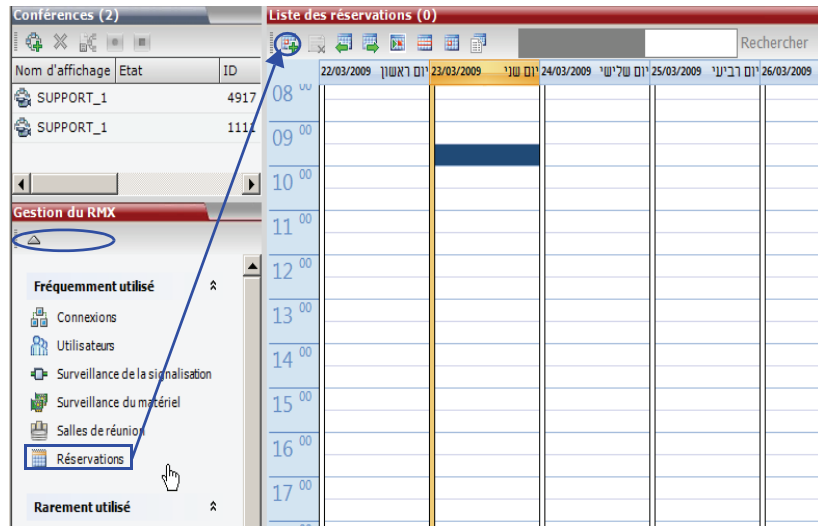 Conférences (2)
Nom d'affichage Etat ID
SUPPORT_1 4917
SUPPORT_1 1111
Gestion du RMX
Fréquemment utilisé
Connexions
Utilisateurs
Surveillance de la signalisation
Surveillance du matériel
Salles de réunion
Réservations
Rarement utilisé
Liste des réservations (0)
Rechercher
22/03/2009 יום ראשון 23/03/2009 יום שני 24/03/2009 יום שלישי 25/03/2009 יום רביעי 26/03/2009
08 00
09 00
10 00
11 00
12 00
13 00
14 00
15 00
16 00
17 00